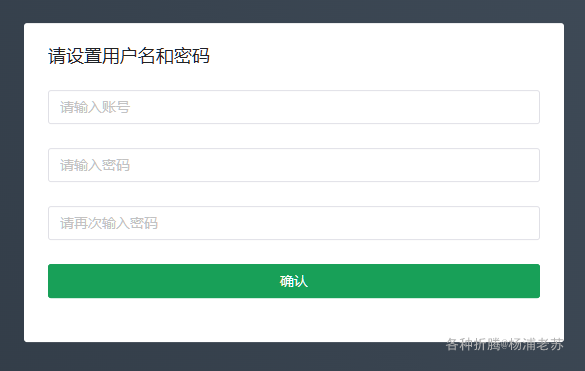 请设置用户名和密码
请输入账号
请输入密码
请再次输入密码
确认
各种折腾@杨浦老苏